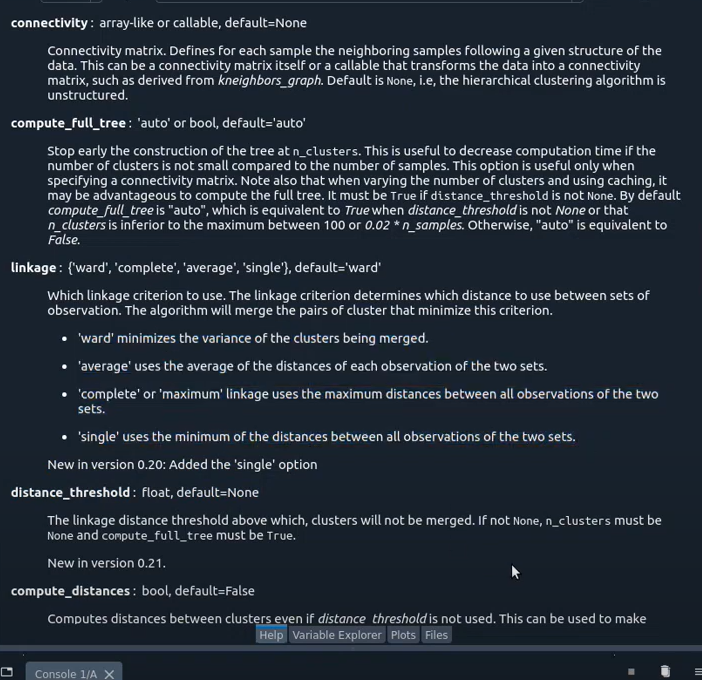 connectivity : array-like or callable, default=None
Connectivity matrix. Defines for each sample the neighboring samples following a given structure of the
data. This can be a connectivity matrix itself or a callable that transforms the data into a connectivity
matrix, such as derived from kneighbors_graph. Default is None, i.e, the hierarchical clustering algorithm is
unstructured.
compute_full_tree : 'auto' or bool, default='auto'
Stop early the construction of the tree at n_clusters. This is useful to decrease computation time if the
number of clusters is not small compared to the number of samples. This option is useful only when
specifying a connectivity matrix. Note also that when varying the number of clusters and using caching, it
may be advantageous to compute the full tree. It must be True if distance_threshold is not None. By default
compute_full_tree is "auto", which is equivalent to True when distance_threshold is not None or that
n_clusters is inferior to the maximum between 100 or 0.02 * n_samples. Otherwise, "auto" is equivalent to
False.
linkage : {'ward', 'complete', 'average', 'single'}, default='ward'
Which linkage criterion to use. The linkage criterion determines which distance to use between sets of
observation. The algorithm will merge the pairs of cluster that minimize this criterion.
• 'ward' minimizes the variance of the clusters being merged.
• 'average' uses the average of the distances of each observation of the two sets.
• 'complete' or 'maximum' linkage uses the maximum distances between all observations of the two
sets.
• 'single' uses the minimum of the distances between all observations of the two sets.
New in version 0.20: Added the 'single' option
distance_threshold : float, default=None
The linkage distance threshold above which, clusters will not be merged. If not None, n_clusters must be
None and compute_full_tree must be True.
New in version 0.21.
compute_distances : bool, default=False
Computes distances between clusters even if distance_threshold is not used. This can be used to make
Help Variable Explorer Plots Files
Console 1/A